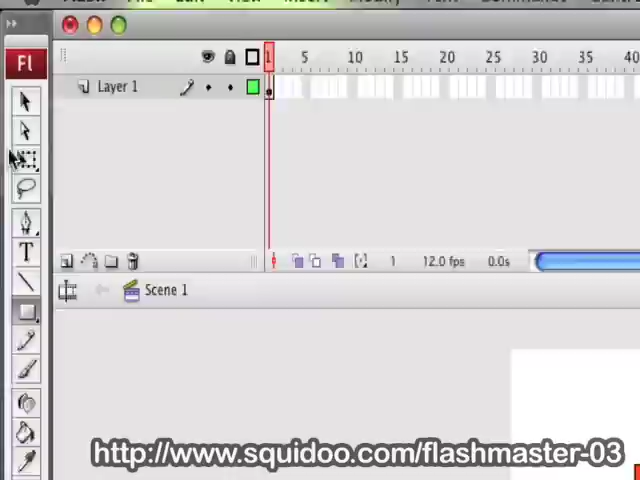 Fl
1 5 10 15 20 25 30 35 40
Layer 1
1 12.0 fps 0.0s
Scene 1
T
http://www.squidoo.com/flashmaster-03